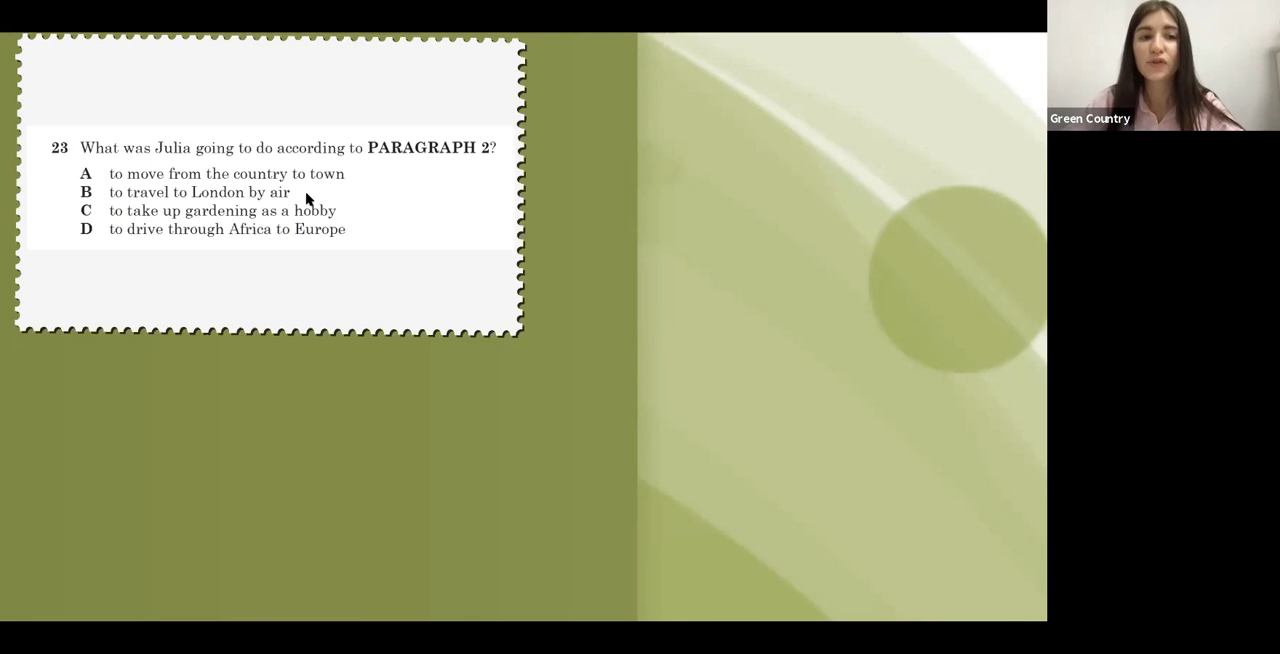 23 What was Julia going to do according to PARAGRAPH 2?
A to move from the country to town
B to travel to London by air
C to take up gardening as a hobby
D to drive through Africa to Europe
Green Country